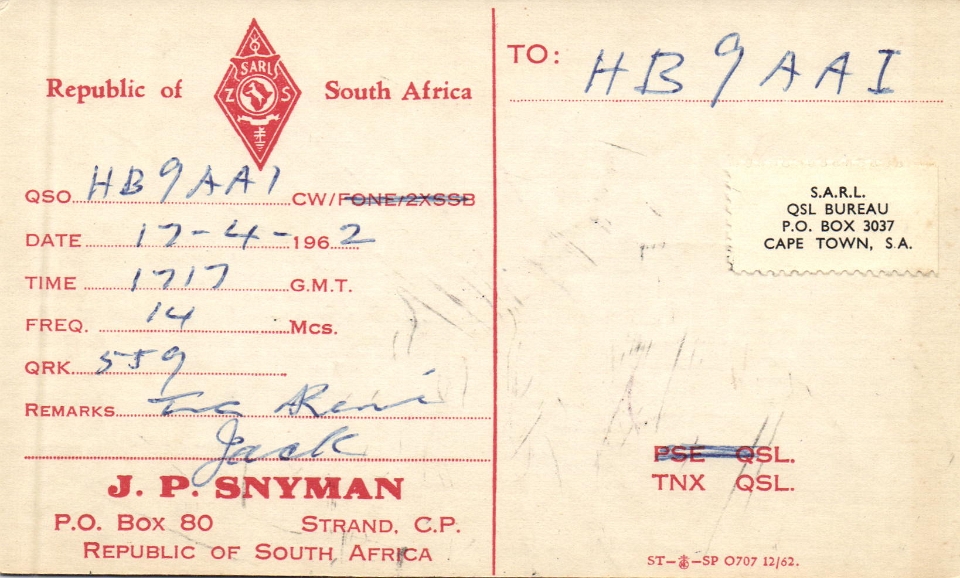 Republic of South Africa
SARL
Z S
QSO HB9AAI CW/FONE/2XSSB
DATE 17-4-1962
TIME 1717 G.M.T.
FREQ. 14 Mcs.
QRK 559
REMARKS
Jack
J. P. SNYMAN
P.O. BOX 80 STRAND, C.P.
REPUBLIC OF SOUTH AFRICA
TO: HB9AAI
S.A.R.L.
QSL BUREAU
P.O. BOX 3037
CAPE TOWN, S.A.
PSE QSL.
TNX QSL.
ST--SP O707 12/62.